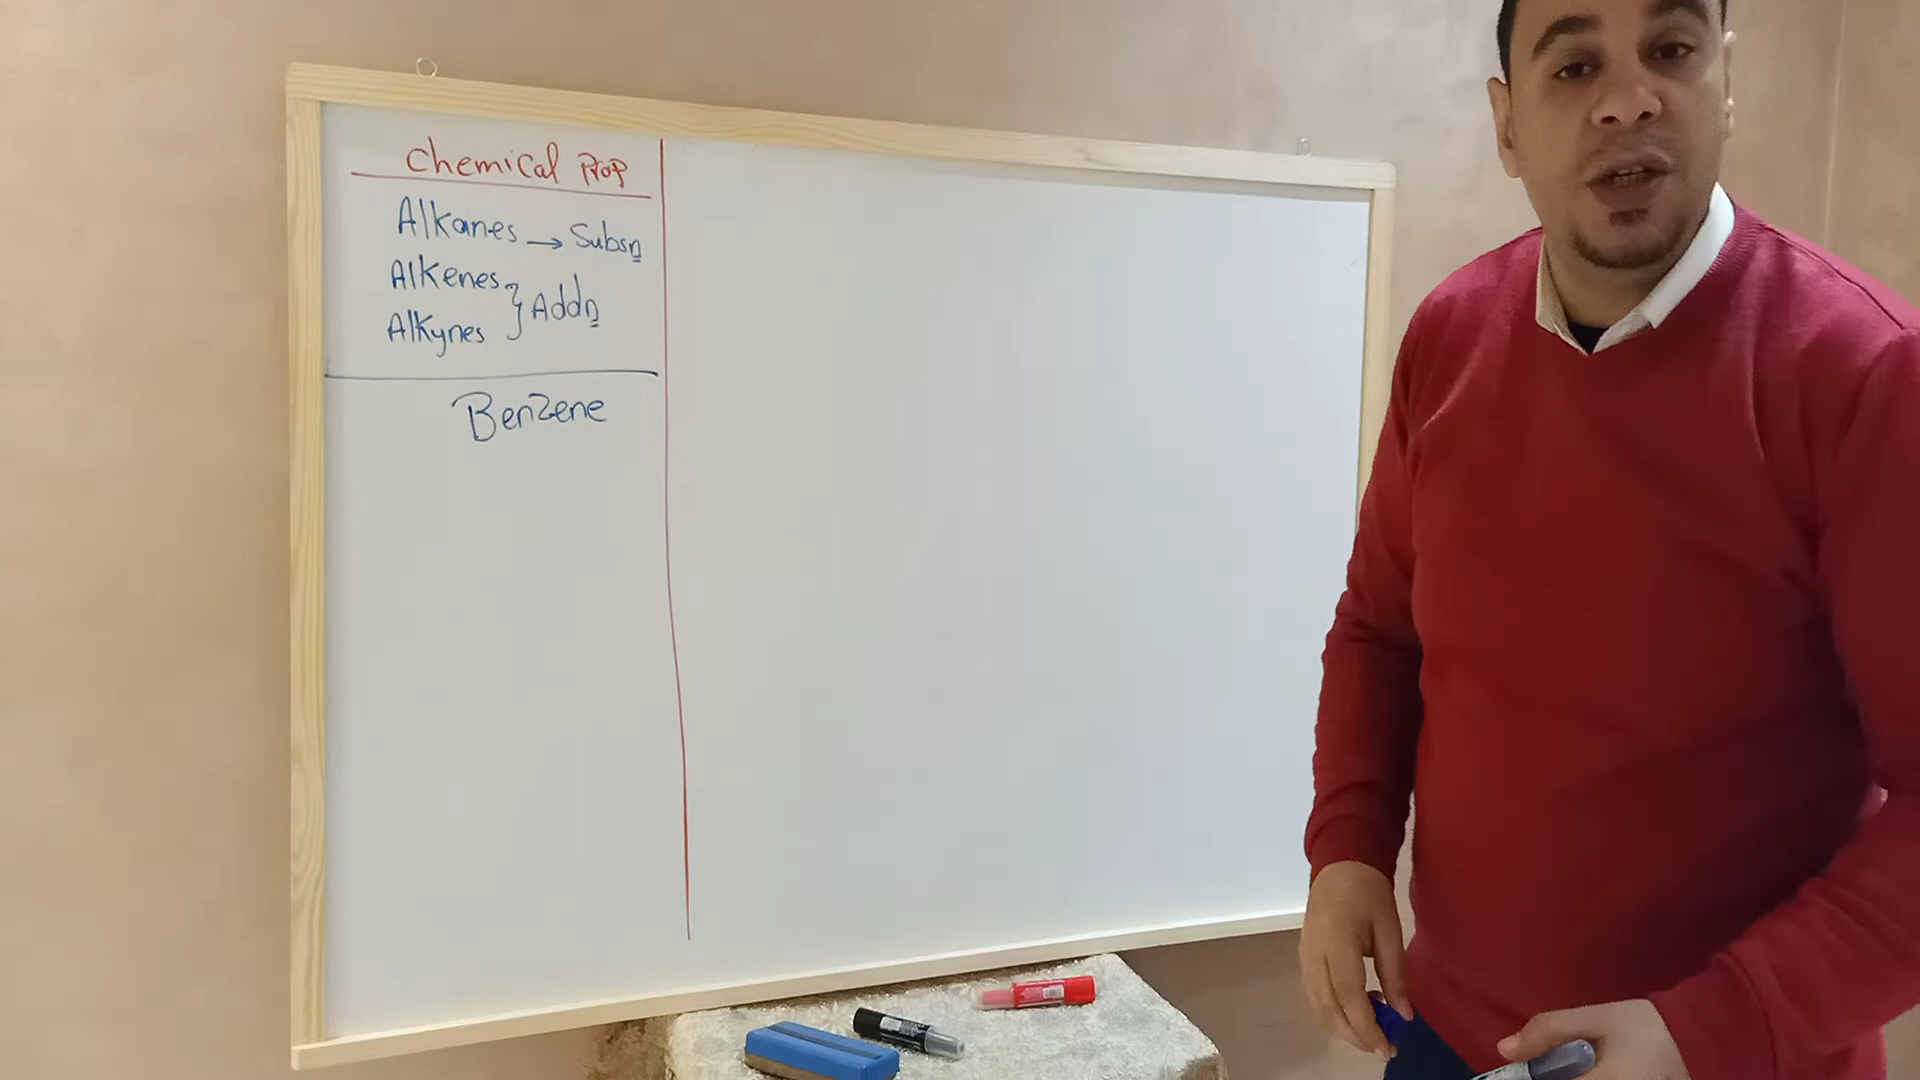 Chemical Prop
Alkanes → Subsn
Alkenes
Alkynes } Addn
Benzene